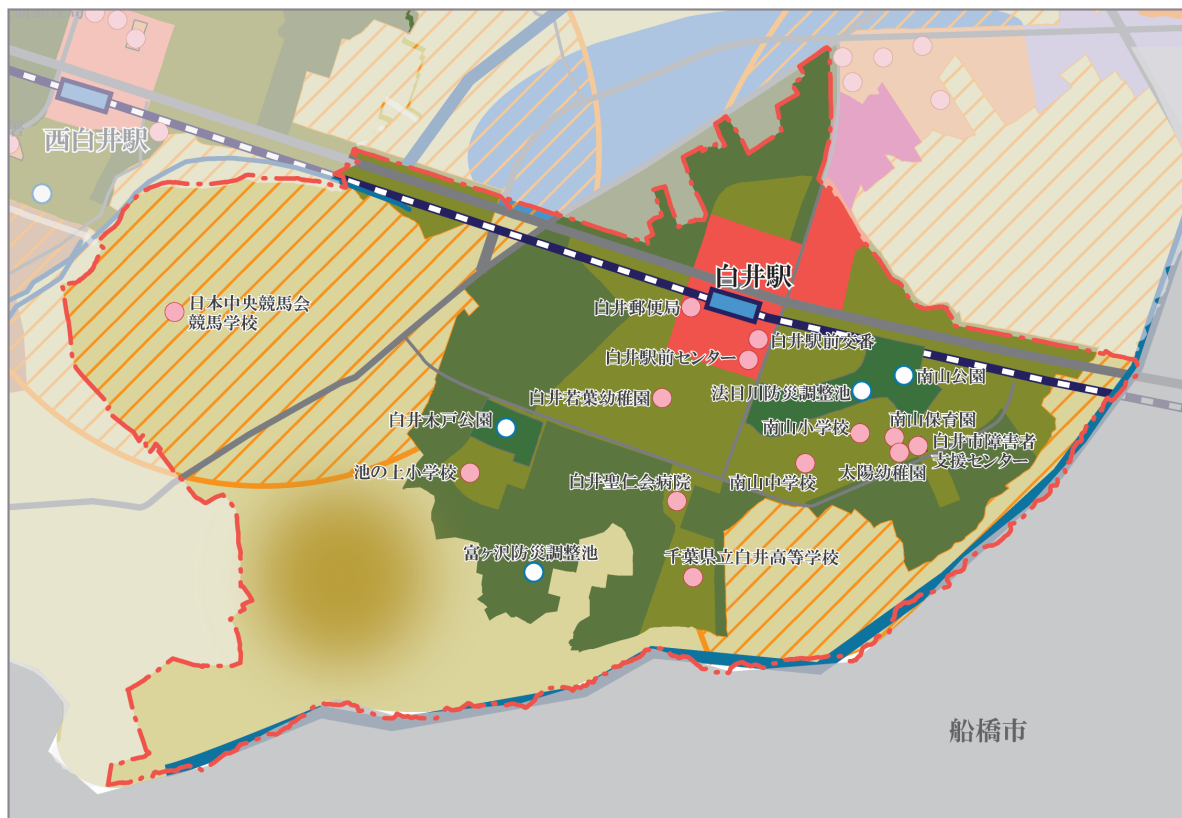 西白井駅
白井駅
日本中央競馬会
競馬学校
白井郵便局
白井駅前交番
白井駅前センター
南山公園
法目川防災調整池
白井若葉幼稚園
白井木戸公園
南山小学校
南山保育園
白井市障害者
支援センター
太陽幼稚園
池の上小学校
白井聖仁会病院
南山中学校
富ヶ沢防災調整池
千葉県立白井高等学校
船橋市